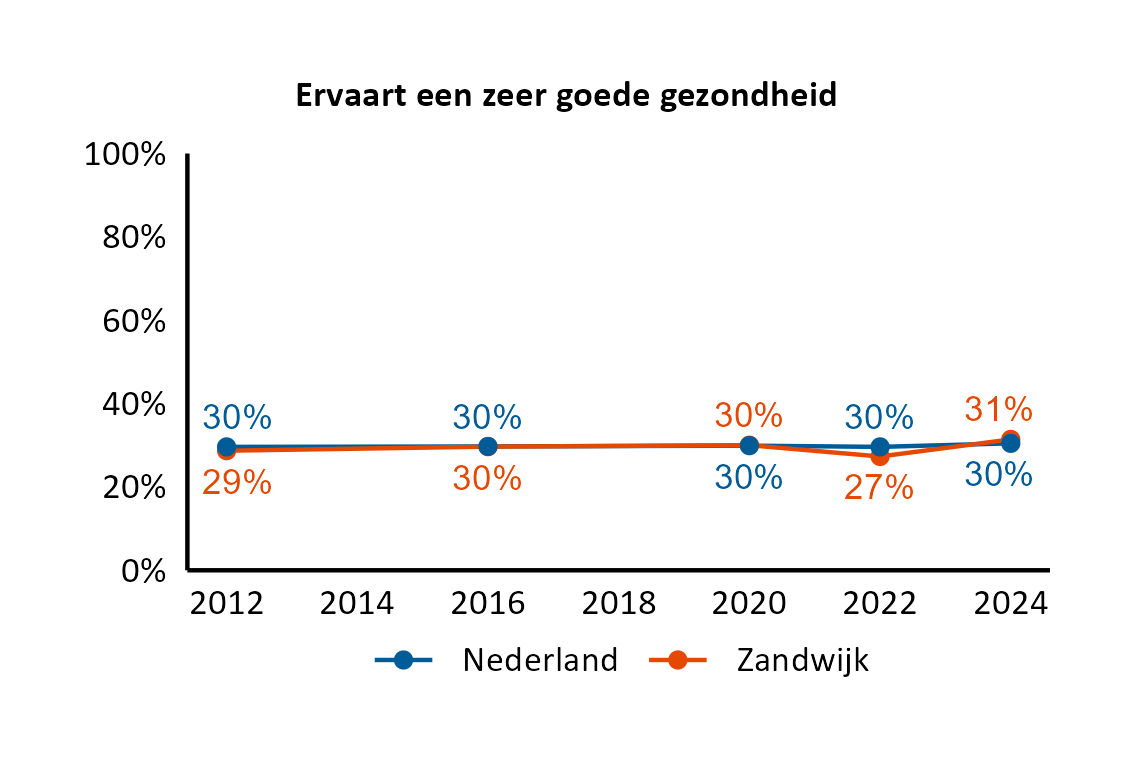 Ervaart een zeer goede gezondheid
100%
80%
60%
40%
20%
0%
30% 30% 30% 30% 31%
29% 30% 30% 27% 30%
2012 2014 2016 2018 2020 2022 2024
Nederland Zandwijk